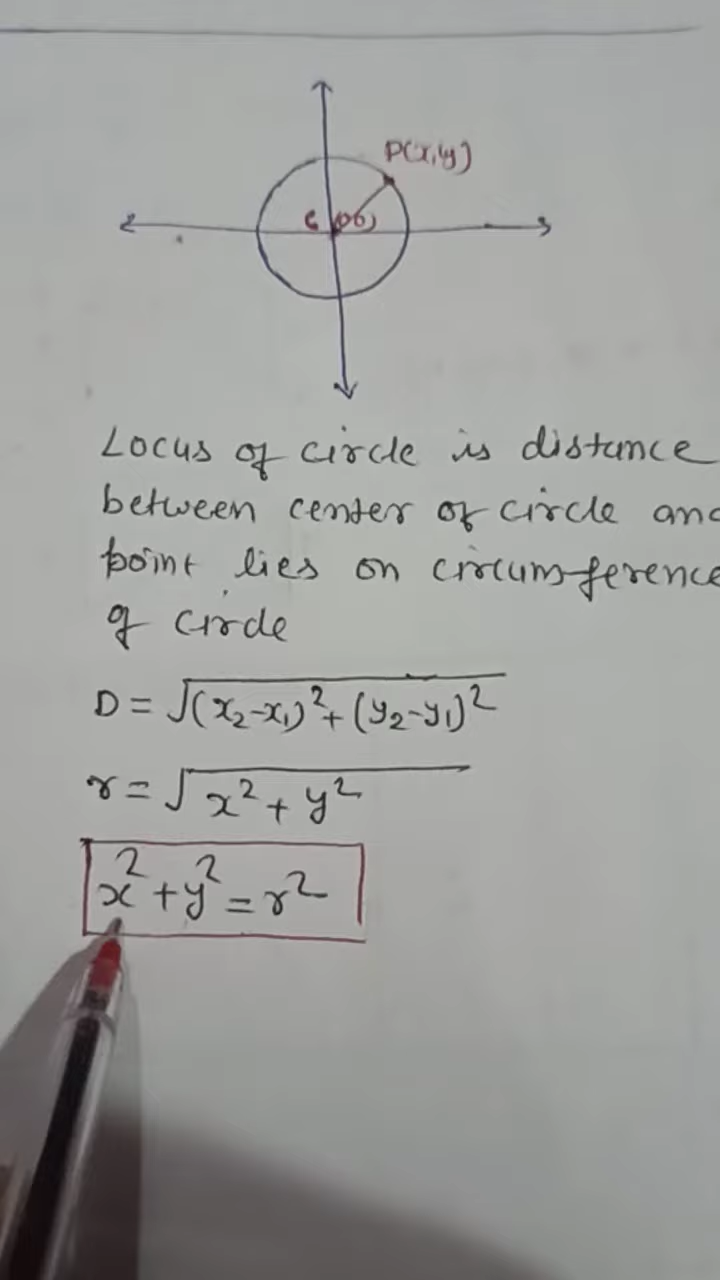 P(x,y)
C (0,0)
Locus of circle is distance
between center of circle and
point lies on circumference
of circle
D = √(x₂-x₁)² + (y₂-y₁)²
r = √x² + y²
x² + y² = r²